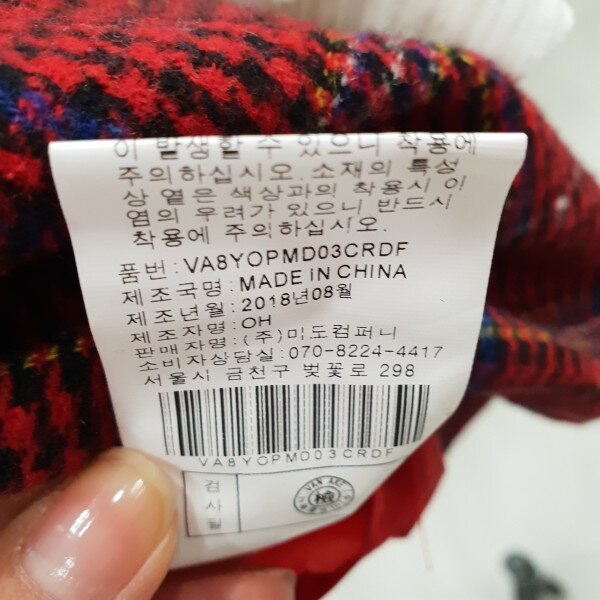 이 발생할 수 있으니 착용에
주의하십시오. 소재의 특성
상 옅은 색상과의 착용시 이
염의 우려가 있으니 반드시
착용에 주의하십시오.
품번:VA8YOPMD03CRDF
제조국명:MADE IN CHINA
제조년월:2018년08월
제조자명:OH
판매자명:(주)미도컴퍼니
소비자상담실:070-8224-4417
서울시 금천구 벚꽃로 298
VA8YOPMD03CRDF
검
사
필
VAN